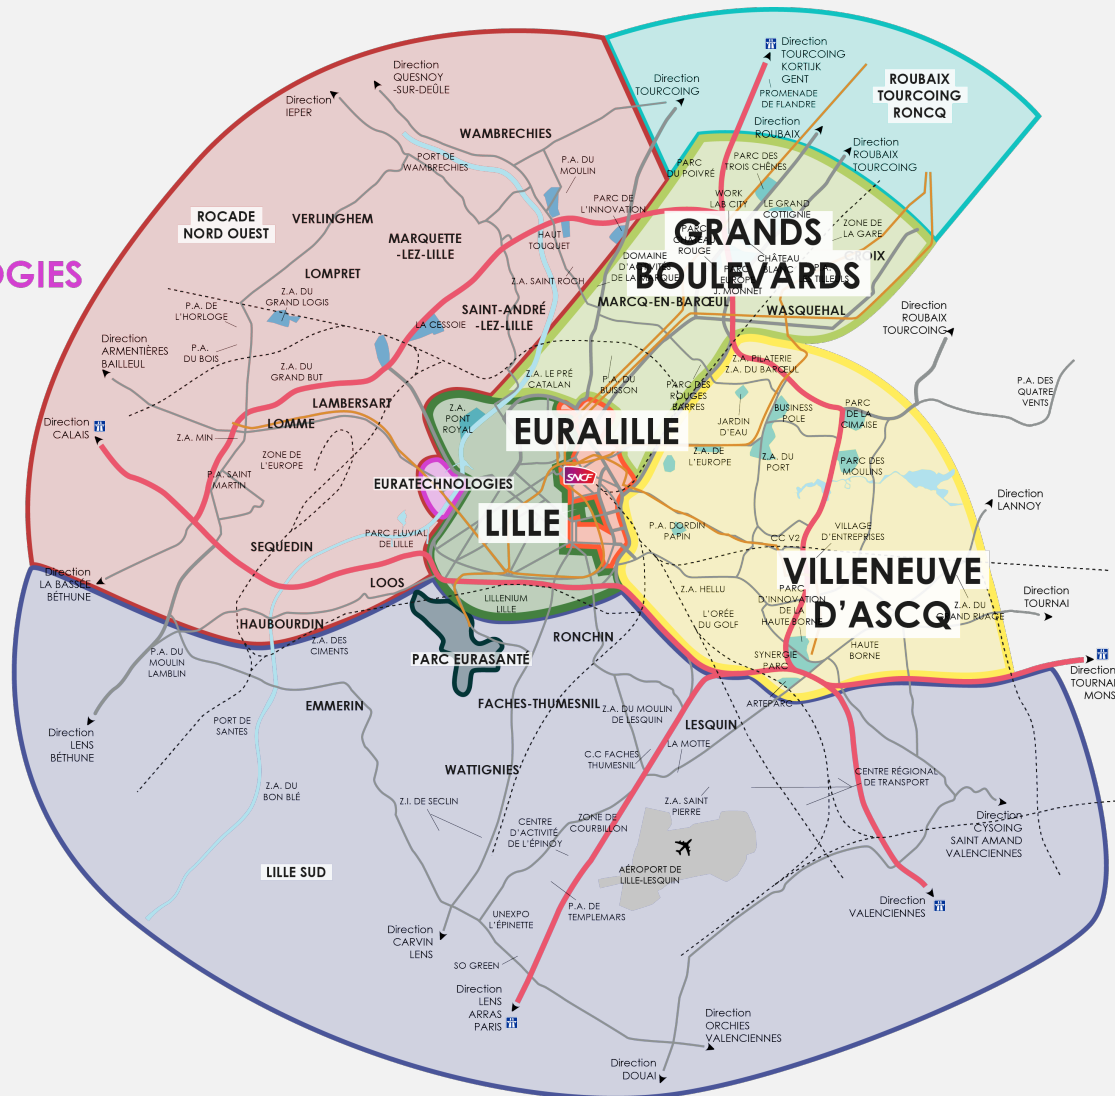 Direction
QUESNOY
-SUR-DEÛLE
Direction
IEPER
Direction
TOURCOING
Direction
TOURCOING
KORTIJK
GENT
PROMENADE
DE FLANDRE
ROUBAIX
TOURCOING
RONCQ
Direction
ROUBAIX
Direction
ROUBAIX
TOURCOING
WAMBRECHIES
PORT DE
WAMBRECHIES
P.A. DU
MOULIN
PARC
DU POIVRÉ
PARC DES
TROIS CHÊNES
WORK
LAB CITY
LE GRAND
COTTIGNIE
ZONE DE
LA GARE
PARC DE
L'INNOVATION
ROCADE
NORD OUEST
VERLINGHEM
MARQUETTE
-LEZ-LILLE
HAUT
TOUQUET
GRANDS
BOULEVARDS
ROUGE
CHÂTEAU
BLANC
CROIX
DOMAINE
D'ACTIVITÉS
DE LA MARQUE
PARC
EUROPE
J. MONNET
OGIES
LOMPRET
Z.A. SAINT ROCH
Z.A. DU
GRAND LOGIS
P.A. DE
L'HORLOGE
SAINT-ANDRÉ
-LEZ-LILLE
LA CESSOIE
MARCQ-EN-BARŒUL
WASQUEHAL
Direction
ROUBAIX
TOURCOING
Direction
ARMENTIÈRES
BAILLEUL
P.A.
DU BOIS
Z.A. DU
GRAND BUT
Z.A. LE PRÉ
CATALAN
P.A. DU
BUISSON
PARC DES
ROUGES
BARRES
Z.A. PILATERIE
Z.A. DU BARŒUL
P.A. DES
QUATRE
VENTS
LAMBERSART
LOMME
Z.A. MIN
Direction
CALAIS
Z.A.
PONT
ROYAL
EURALILLE
JARDIN
D'EAU
BUSINESS
POLE
PARC
DE LA
CIMAISE
ZONE DE
L'EUROPE
P.A. SAINT
MARTIN
Z.A. DE
L'EUROPE
Z.A. DU
PORT
PARC DES
MOULINS
SNCF
EURATECHNOLOGIES
Direction
LANNOY
LILLE
PARC FLUVIAL
DE LILLE
P.A. DORDIN
PAPIN
CC V2
VILLAGE
D'ENTREPRISES
SEQUEDIN
LOOS
Direction
LA BASSÉE
BÉTHUNE
VILLENEUVE
D'ASCQ
Z.A. HELLU
PARC
D'INNOVATION
DE LA
HAUTE BORNE
Z.A. DU
GRAND RUAGE
Direction
TOURNAI
LILLENIUM
LILLE
L'ORÉE
DU GOLF
HAUBOURDIN
Z.A. DES
CIMENTS
RONCHIN
HAUTE
BORNE
SYNERGIE
PARC
P.A. DU
MOULIN
LAMBLIN
PARC EURASANTÉ
Direction
TOURNAI
MONS
EMMERIN
FACHES-THUMESNIL
Z.A. DU MOULIN
DE LESQUIN
ARTEPARC
LESQUIN
PORT DE
SANTES
Direction
LENS
BÉTHUNE
LA MOTTE
C.C FACHES
THUMESNIL
WATTIGNIES
CENTRE RÉGIONAL
DE TRANSPORT
Z.A. DU
BON BLÉ
Z.I. DE SECLIN
Z.A. SAINT
PIERRE
CENTRE
D'ACTIVITÉ
DE L'ÉPINOY
ZONE DE
COURBILLON
Direction
CYSOING
SAINT AMAND
VALENCIENNES
LILLE SUD
AÉROPORT DE
LILLE-LESQUIN
Direction
VALENCIENNES
P.A. DE
TEMPLEMARS
UNEXPO
L'ÉPINETTE
Direction
CARVIN
LENS
SO GREEN
Direction
LENS
ARRAS
PARIS
Direction
ORCHIES
VALENCIENNES
Direction
DOUAI